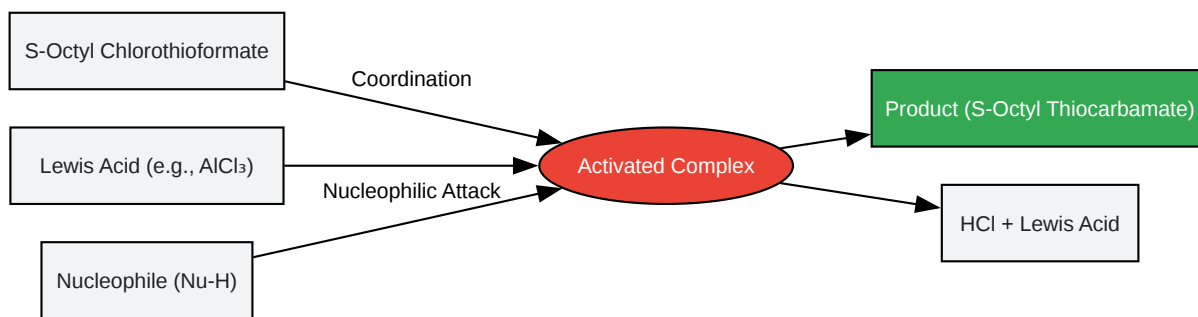 S-Octyl Chlorothioformate
Coordination
Lewis Acid (e.g., AlCl₃)
Nucleophilic Attack
Nucleophile (Nu-H)
Activated Complex
Product (S-Octyl Thiocarbamate)
HCl + Lewis Acid